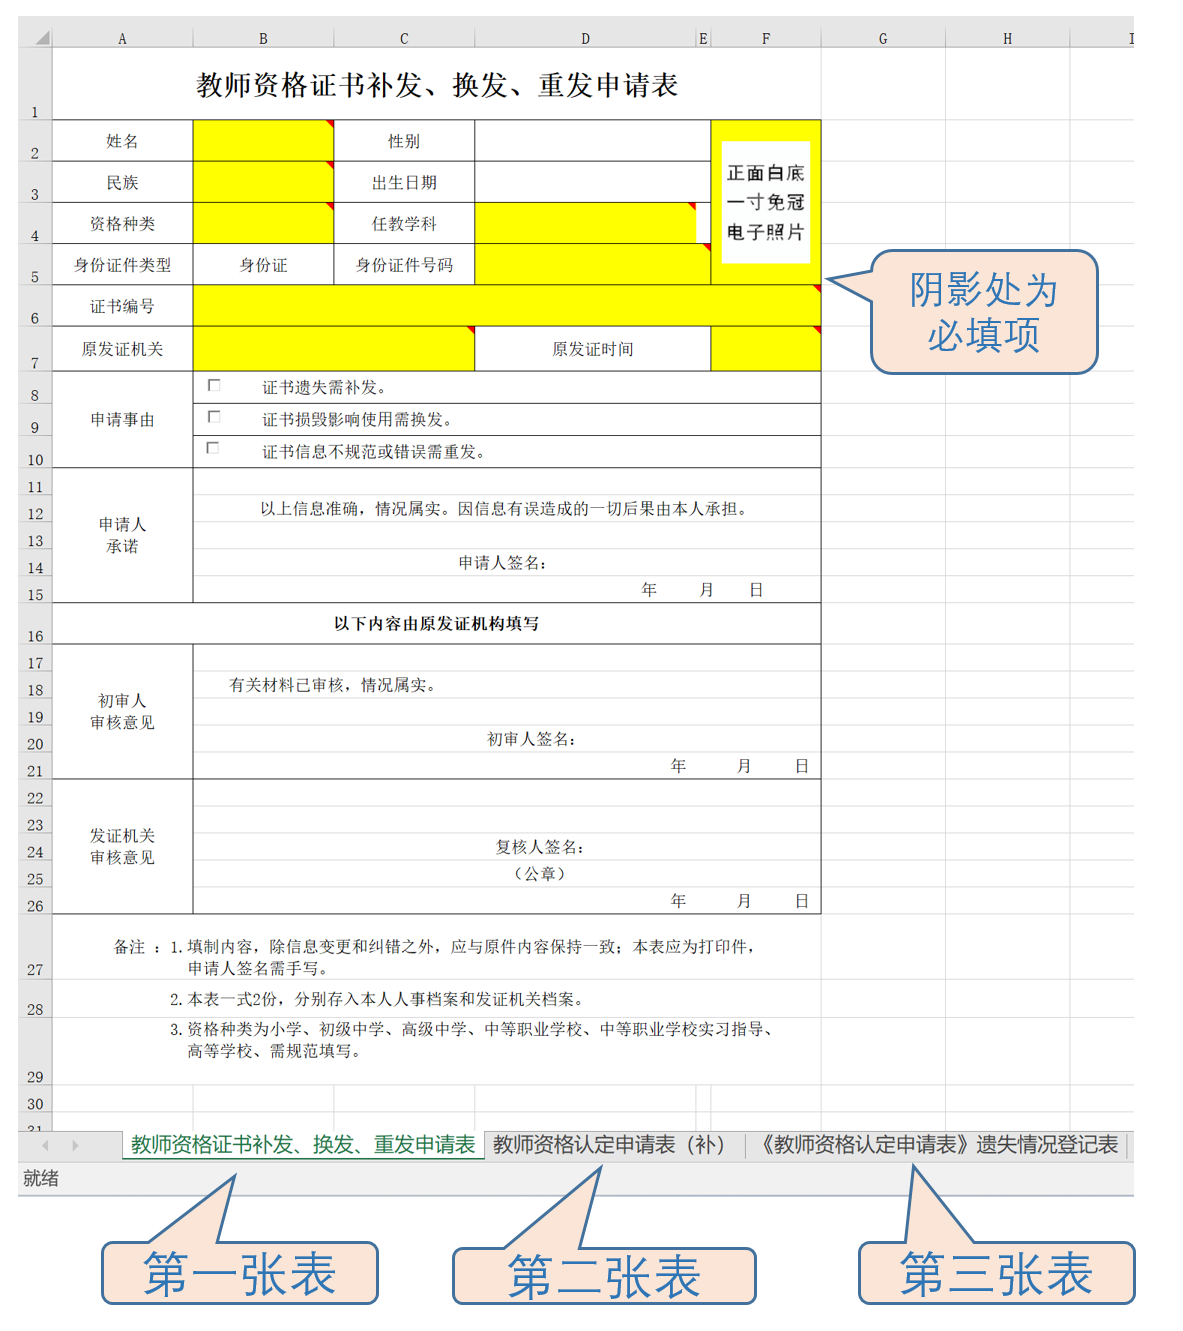 A B C D E F G H I
1 教师资格证书补发、换发、重发申请表
2 姓名 性别
3 民族 出生日期
4 资格种类 任教学科
5 身份证件类型 身份证 身份证件号码
正面白底
一寸免冠
电子照片
6 证书编号
7 原发证机关 原发证时间
阴影处为
必填项
8 证书遗失需补发。
9 申请事由 证书损毁影响使用需换发。
10 证书信息不规范或错误需重发。
11
12 以上信息准确，情况属实。因信息有误造成的一切后果由本人承担。
申请人
13
承诺
14 申请人签名：
15 年 月 日
16 以下内容由原发证机构填写
17
18 有关材料已审核，情况属实。
初审人
19
审核意见
20 初审人签名：
21 年 月 日
22
23
发证机关
24 复核人签名：
审核意见
25 （公章）
26 年 月 日
备注 ：1.填制内容，除信息变更和纠错之外，应与原件内容保持一致；本表应为打印件，
27 申请人签名需手写。
28 2.本表一式2份，分别存入本人人事档案和发证机关档案。
3.资格种类为小学、初级中学、高级中学、中等职业学校、中等职业学校实习指导、
高等学校、需规范填写。
29
30
31
教师资格证书补发、换发、重发申请表 教师资格认定申请表（补） 《教师资格认定申请表》遗失情况登记表
就绪
第一张表 第二张表 第三张表